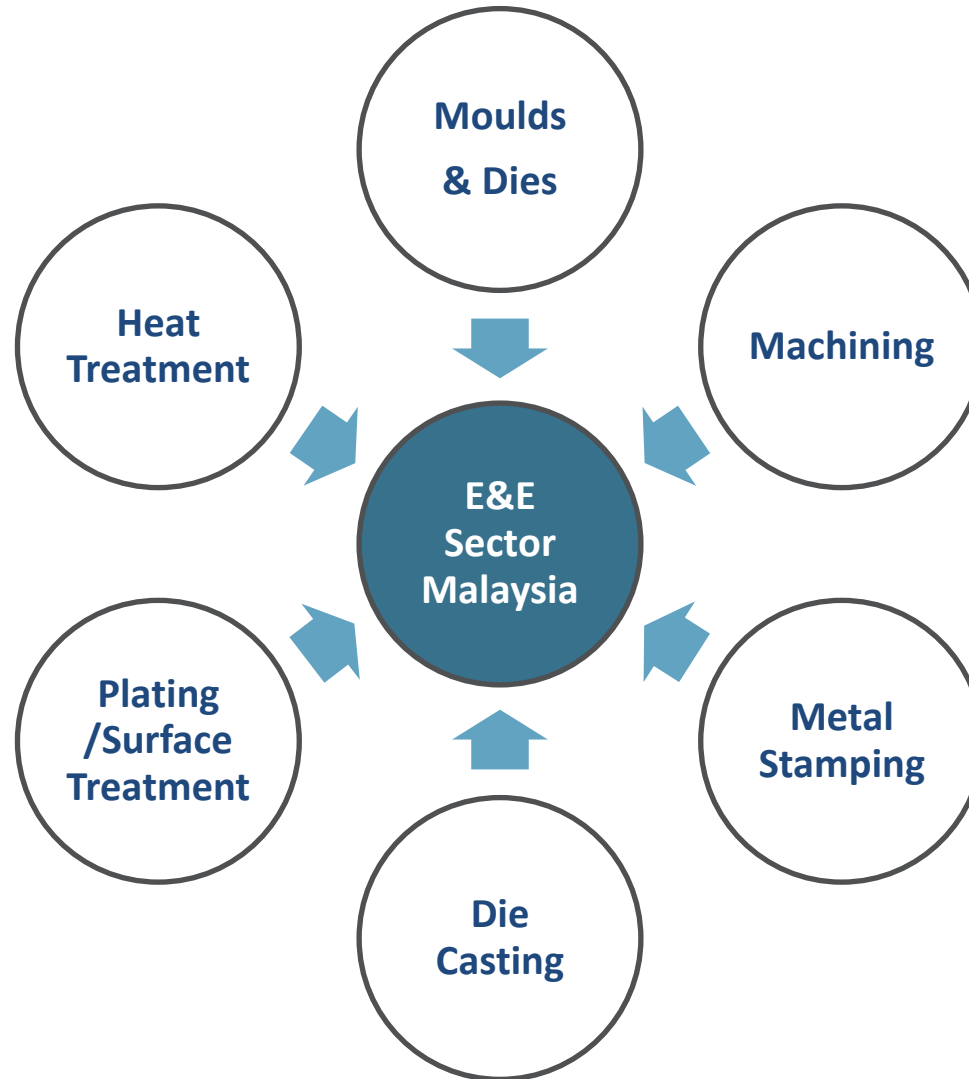 Moulds
& Dies
Heat
Treatment
Machining
E&E
Sector
Malaysia
Plating
/Surface
Treatment
Metal
Stamping
Die
Casting